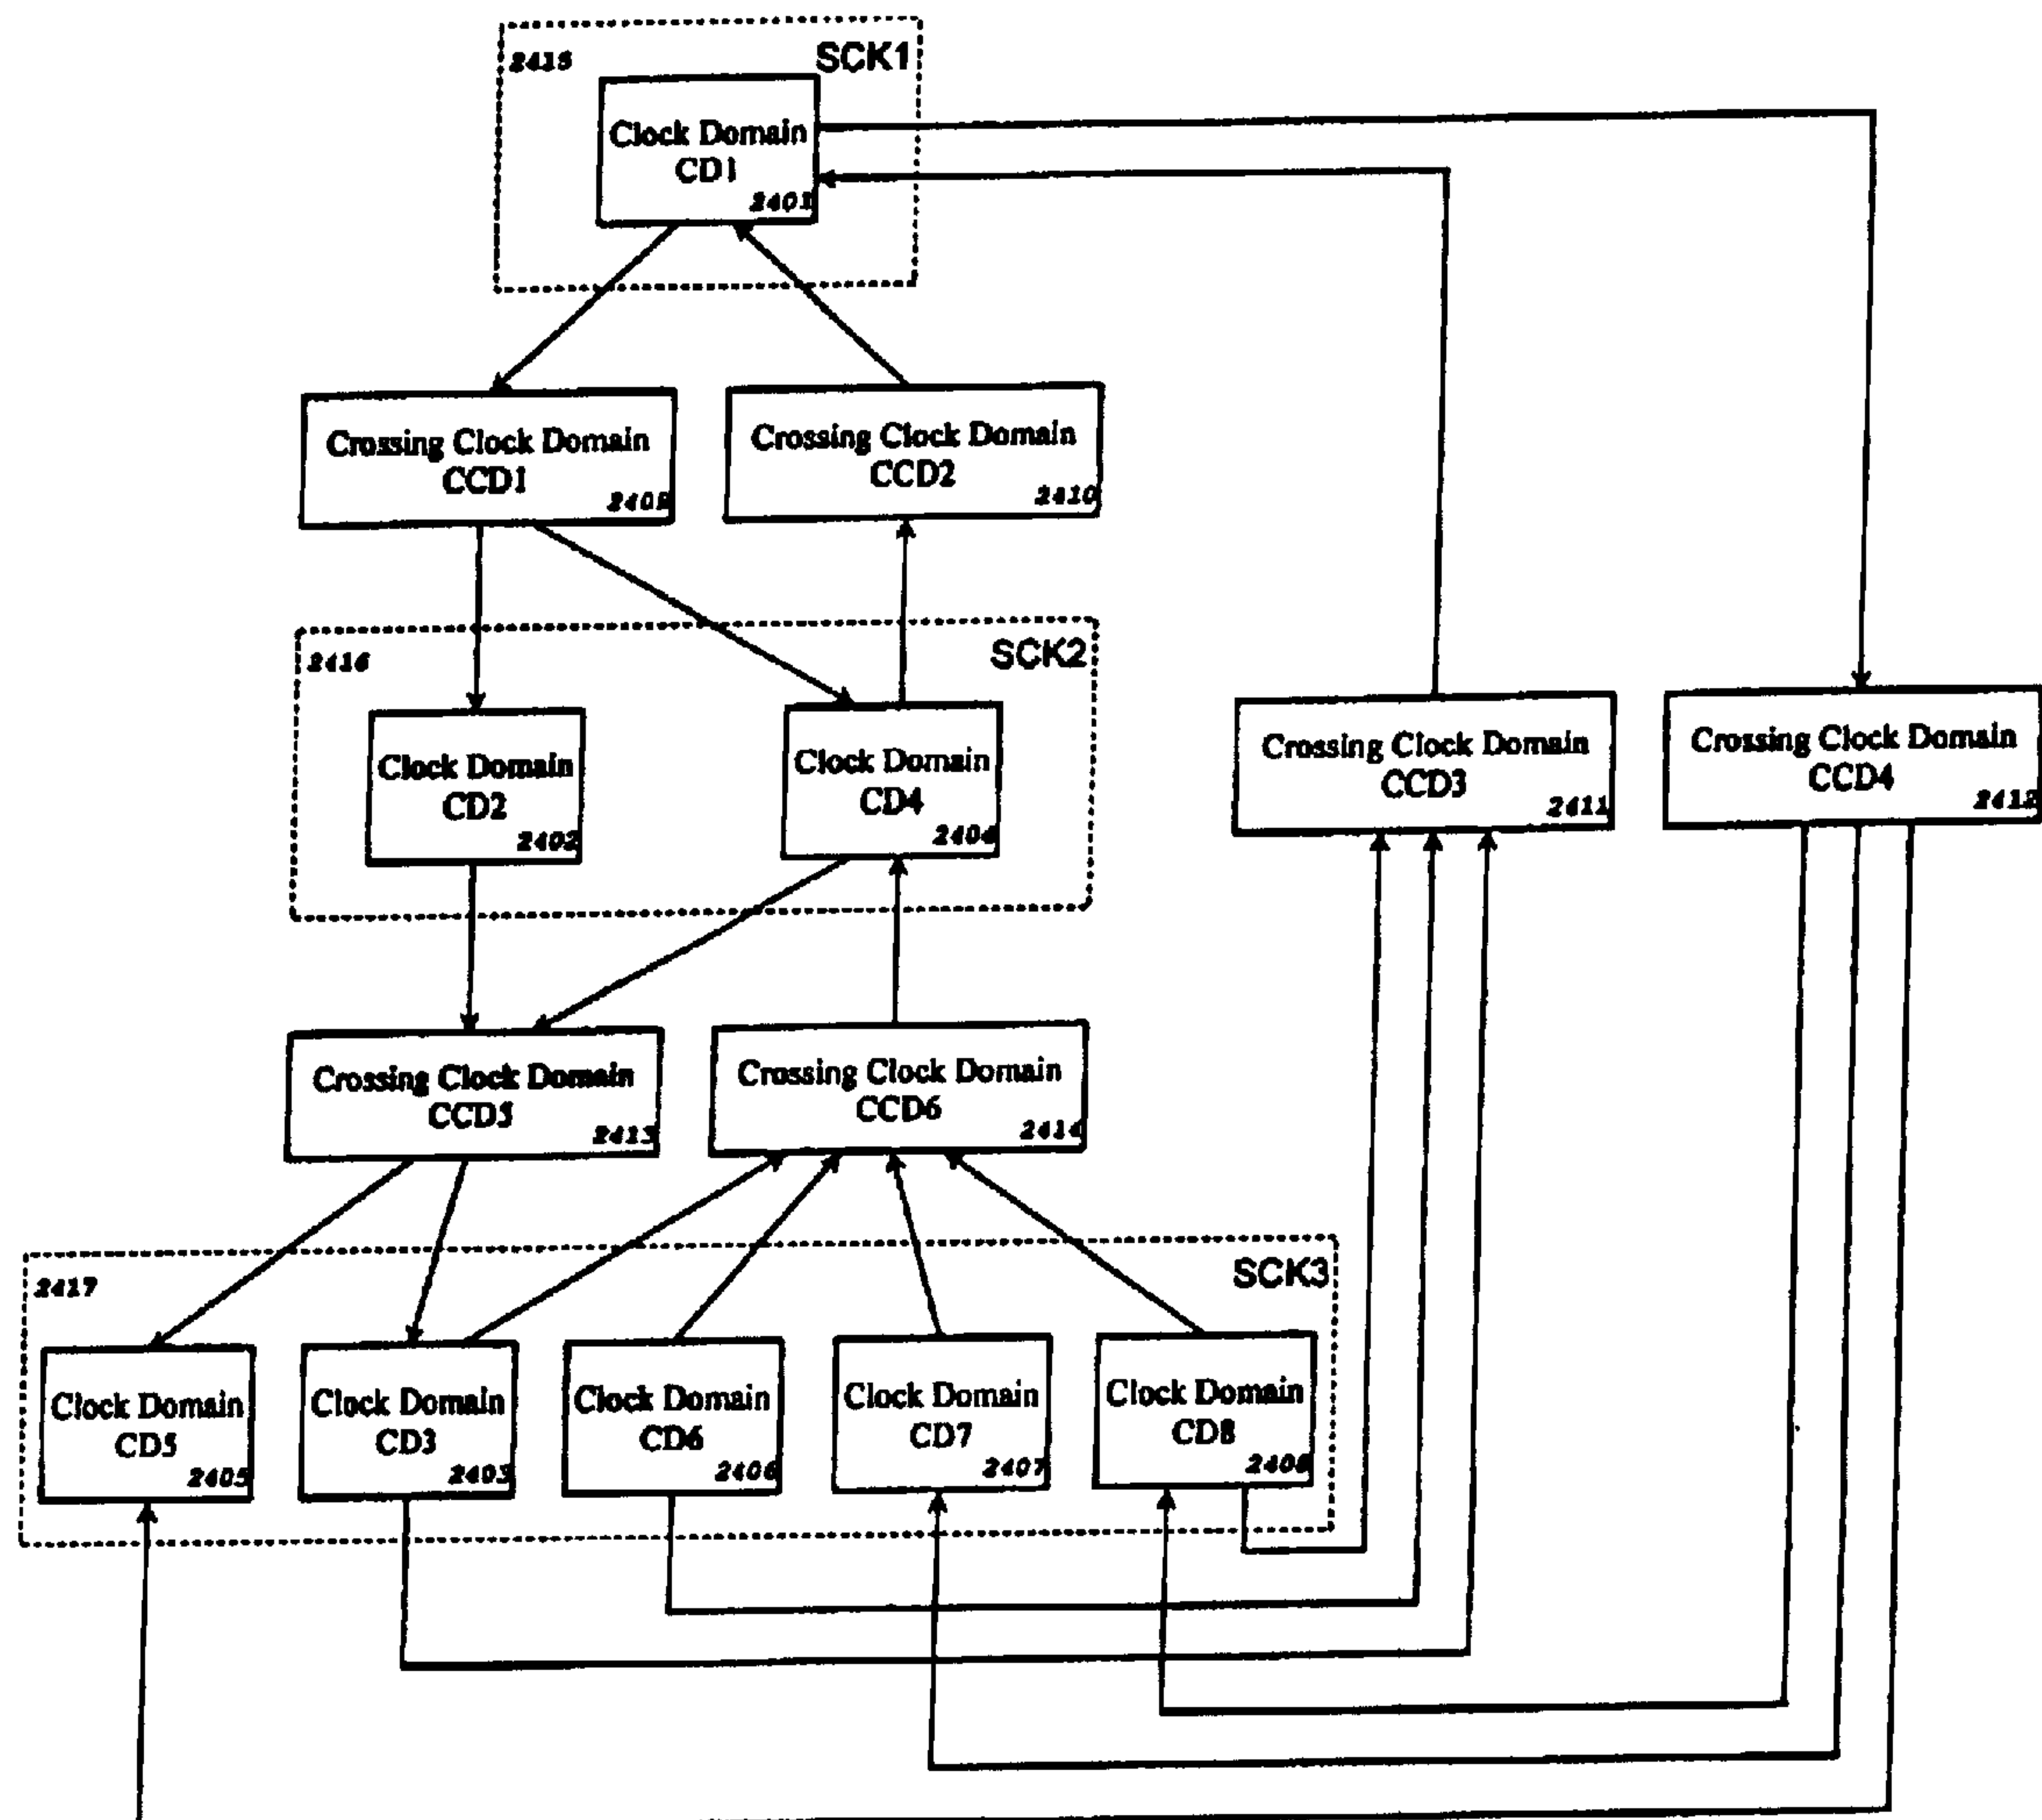 2415
SCK1
Clock Domain
CD1
2401
Crossing Clock Domain
CCD1
2409
Crossing Clock Domain
CCD2
2410
2416
SCK2
Clock Domain
CD2
2402
Clock Domain
CD4
2404
Crossing Clock Domain
CCD3
2411
Crossing Clock Domain
CCD4
2412
Crossing Clock Domain
CCD5
2413
Crossing Clock Domain
CCD6
2414
2417
SCK3
Clock Domain
CD5
2405
Clock Domain
CD3
2403
Clock Domain
CD6
2406
Clock Domain
CD7
2407
Clock Domain
CD8
2408